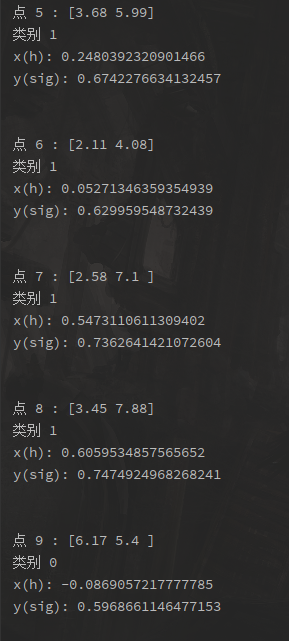 点 5 : [3.68 5.99]
类别 1
x(h): 0.2480392320901466
y(sig): 0.6742276634132457
点 6 : [2.11 4.08]
类别 1
x(h): 0.05271346359354939
y(sig): 0.629959548732439
点 7 : [2.58 7.1 ]
类别 1
x(h): 0.5473110611309402
y(sig): 0.7362641421072604
点 8 : [3.45 7.88]
类别 1
x(h): 0.6059534857565652
y(sig): 0.7474924968268241
点 9 : [6.17 5.4 ]
类别 0
x(h): -0.0869057217777785
y(sig): 0.5968661146477153